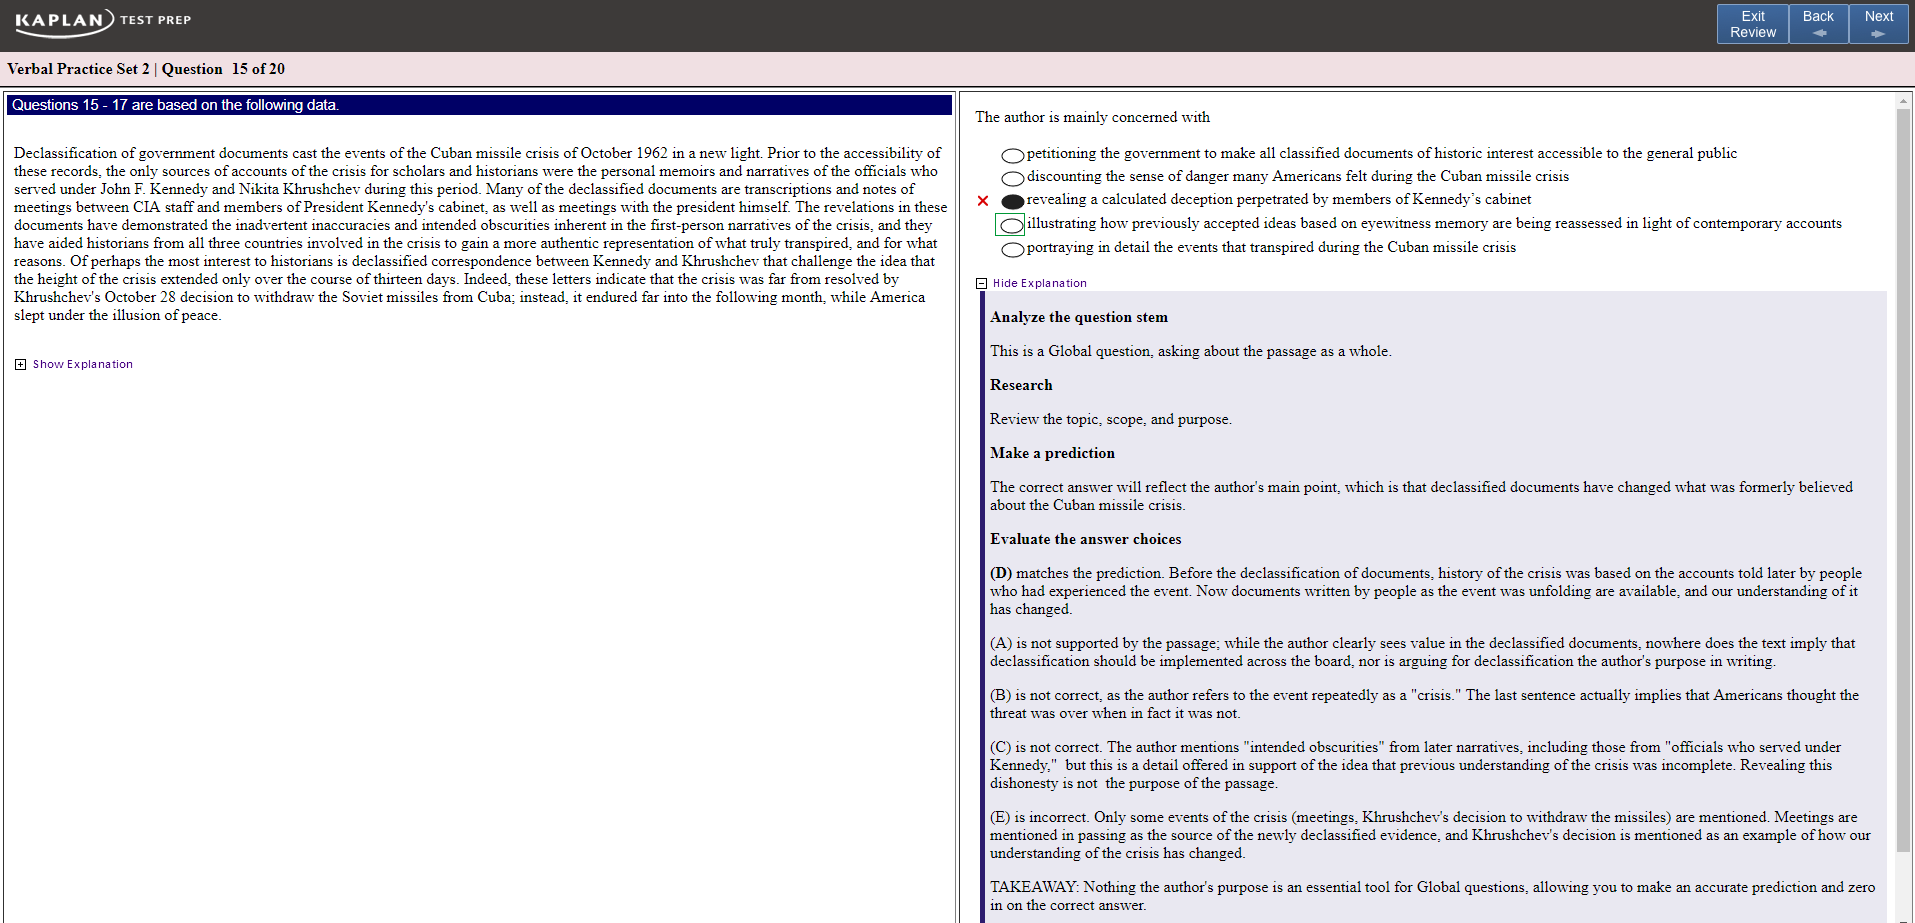 KAPLAN TEST PREP
Exit Review
Back
Next
Verbal Practice Set 2 | Question 15 of 20
Questions 15 - 17 are based on the following data.
Declassification of government documents cast the events of the Cuban missile crisis of October 1962 in a new light. Prior to the accessibility of
these records, the only sources of accounts of the crisis for scholars and historians were the personal memoirs and narratives of the officials who
served under John F. Kennedy and Nikita Khrushchev during this period. Many of the declassified documents are transcriptions and notes of
meetings between CIA staff and members of President Kennedy's cabinet, as well as meetings with the president himself. The revelations in these
documents have demonstrated the inadvertent inaccuracies and intended obscurities inherent in the first-person narratives of the crisis, and they
have aided historians from all three countries involved in the crisis to gain a more authentic representation of what truly transpired, and for what
reasons. Of perhaps the most interest to historians is declassified correspondence between Kennedy and Khrushchev that challenge the idea that
the height of the crisis extended only over the course of thirteen days. Indeed, these letters indicate that the crisis was far from resolved by
Khrushchev's October 28 decision to withdraw the Soviet missiles from Cuba; instead, it endured far into the following month, while America
slept under the illusion of peace.
Show Explanation
The author is mainly concerned with
petitioning the government to make all classified documents of historic interest accessible to the general public
discounting the sense of danger many Americans felt during the Cuban missile crisis
revealing a calculated deception perpetrated by members of Kennedy’s cabinet
illustrating how previously accepted ideas based on eyewitness memory are being reassessed in light of contemporary accounts
portraying in detail the events that transpired during the Cuban missile crisis
Hide Explanation
Analyze the question stem
This is a Global question, asking about the passage as a whole.
Research
Review the topic, scope, and purpose.
Make a prediction
The correct answer will reflect the author's main point, which is that declassified documents have changed what was formerly believed
about the Cuban missile crisis.
Evaluate the answer choices
(D) matches the prediction. Before the declassification of documents, history of the crisis was based on the accounts told later by people
who had experienced the event. Now documents written by people as the event was unfolding are available, and our understanding of it
has changed.
(A) is not supported by the passage; while the author clearly sees value in the declassified documents, nowhere does the text imply that
declassification should be implemented across the board, nor is arguing for declassification the author's purpose in writing.
(B) is not correct, as the author refers to the event repeatedly as a "crisis." The last sentence actually implies that Americans thought the
threat was over when in fact it was not.
(C) is not correct. The author mentions "intended obscurities" from later narratives, including those from "officials who served under
Kennedy," but this is a detail offered in support of the idea that previous understanding of the crisis was incomplete. Revealing this
dishonesty is not the purpose of the passage.
(E) is incorrect. Only some events of the crisis (meetings, Khrushchev's decision to withdraw the missiles) are mentioned. Meetings are
mentioned in passing as the source of the newly declassified evidence, and Khrushchev's decision is mentioned as an example of how our
understanding of the crisis has changed.
TAKEAWAY: Nothing the author's purpose is an essential tool for Global questions, allowing you to make an accurate prediction and zero
in on the correct answer.